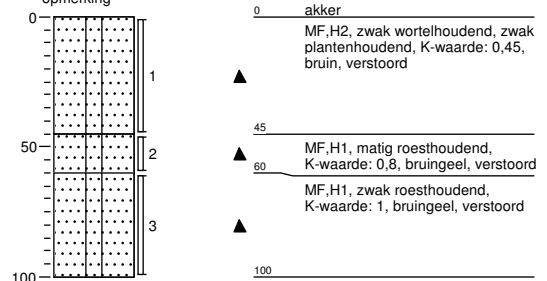 opmerking
0
50
100
1
2
3
0
akker
MF,H2, zwak wortelhoudend, zwak
plantenhoudend, K-waarde: 0,45,
bruin, verstoord
45
MF,H1, matig roesthoudend,
K-waarde: 0,8, bruingeel, verstoord
60
MF,H1, zwak roesthoudend,
K-waarde: 1, bruingeel, verstoord
100